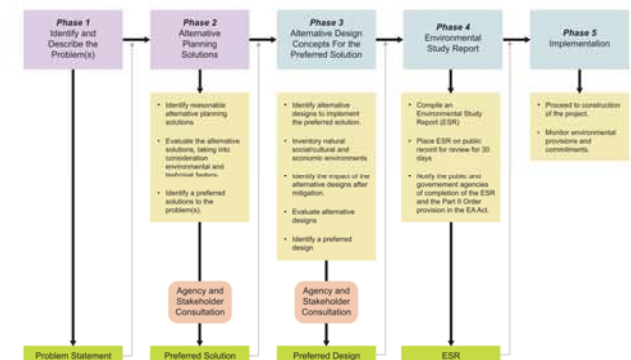 Phase 1
Identify and
Describe the
Problem(s)
Phase 2
Alternative
Planning
Solutions
Phase 3
Alternative Design
Concepts For the
Preferred Solution
Phase 4
Environmental
Study Report
Phase 5
Implementation
• Identify reasonable
alternative planning
solutions
• Evaluate the alternative
solutions, taking into
consideration
environmental and
technical factors.
• Identify a preferred
solutions to the
problem(s).
• Identify alternative
designs to implement
the preferred solution.
• Inventory natural
social/cultural and
economic environments
• Identify the impact of the
alternative designs after
mitigation.
• Evaluate alternative
designs
• Identify a preferred
design
• Compile an
Environmental Study
Report (ESR)
• Place ESR on public
record for review for 30
days
• Notify the public and
governement agencies
of completion of the ESR
and the Part II Order
provision in the EA Act.
• Proceed to construction
of the project.
• Monitor environmental
provisions and
commitments.
Agency and
Stakeholder
Consultation
Agency and
Stakeholder
Consultation
Problem Statement
Preferred Solution
Preferred Design
ESR